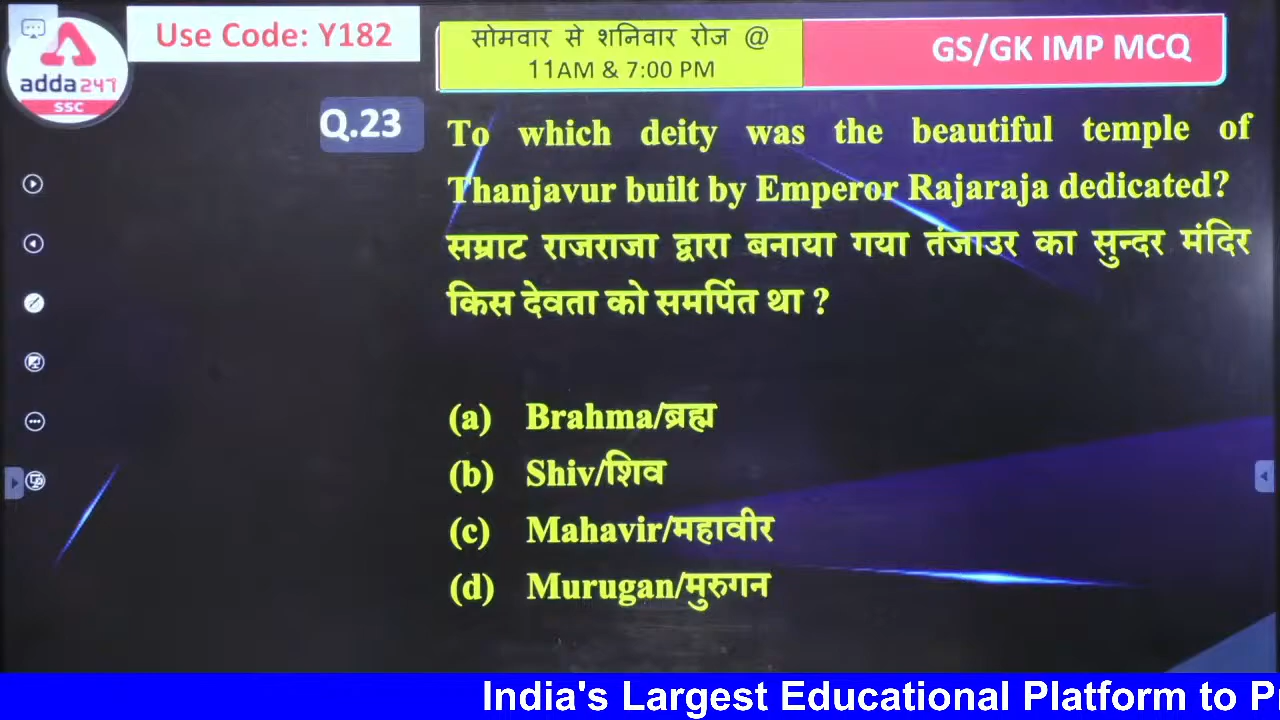 adda247
SSC
Use Code: Y182
सोमवार से शनिवार रोज @
11AM & 7:00 PM
GS/GK IMP MCQ
Q.23
To which deity was the beautiful temple of
Thanjavur built by Emperor Rajaraja dedicated?
सम्राट राजराजा द्वारा बनाया गया तंजाउर का सुन्दर मंदिर
किस देवता को समर्पित था ?
(a) Brahma/ब्रह्म
(b) Shiv/शिव
(c) Mahavir/महावीर
(d) Murugan/मुरुगन
India's Largest Educational Platform to P